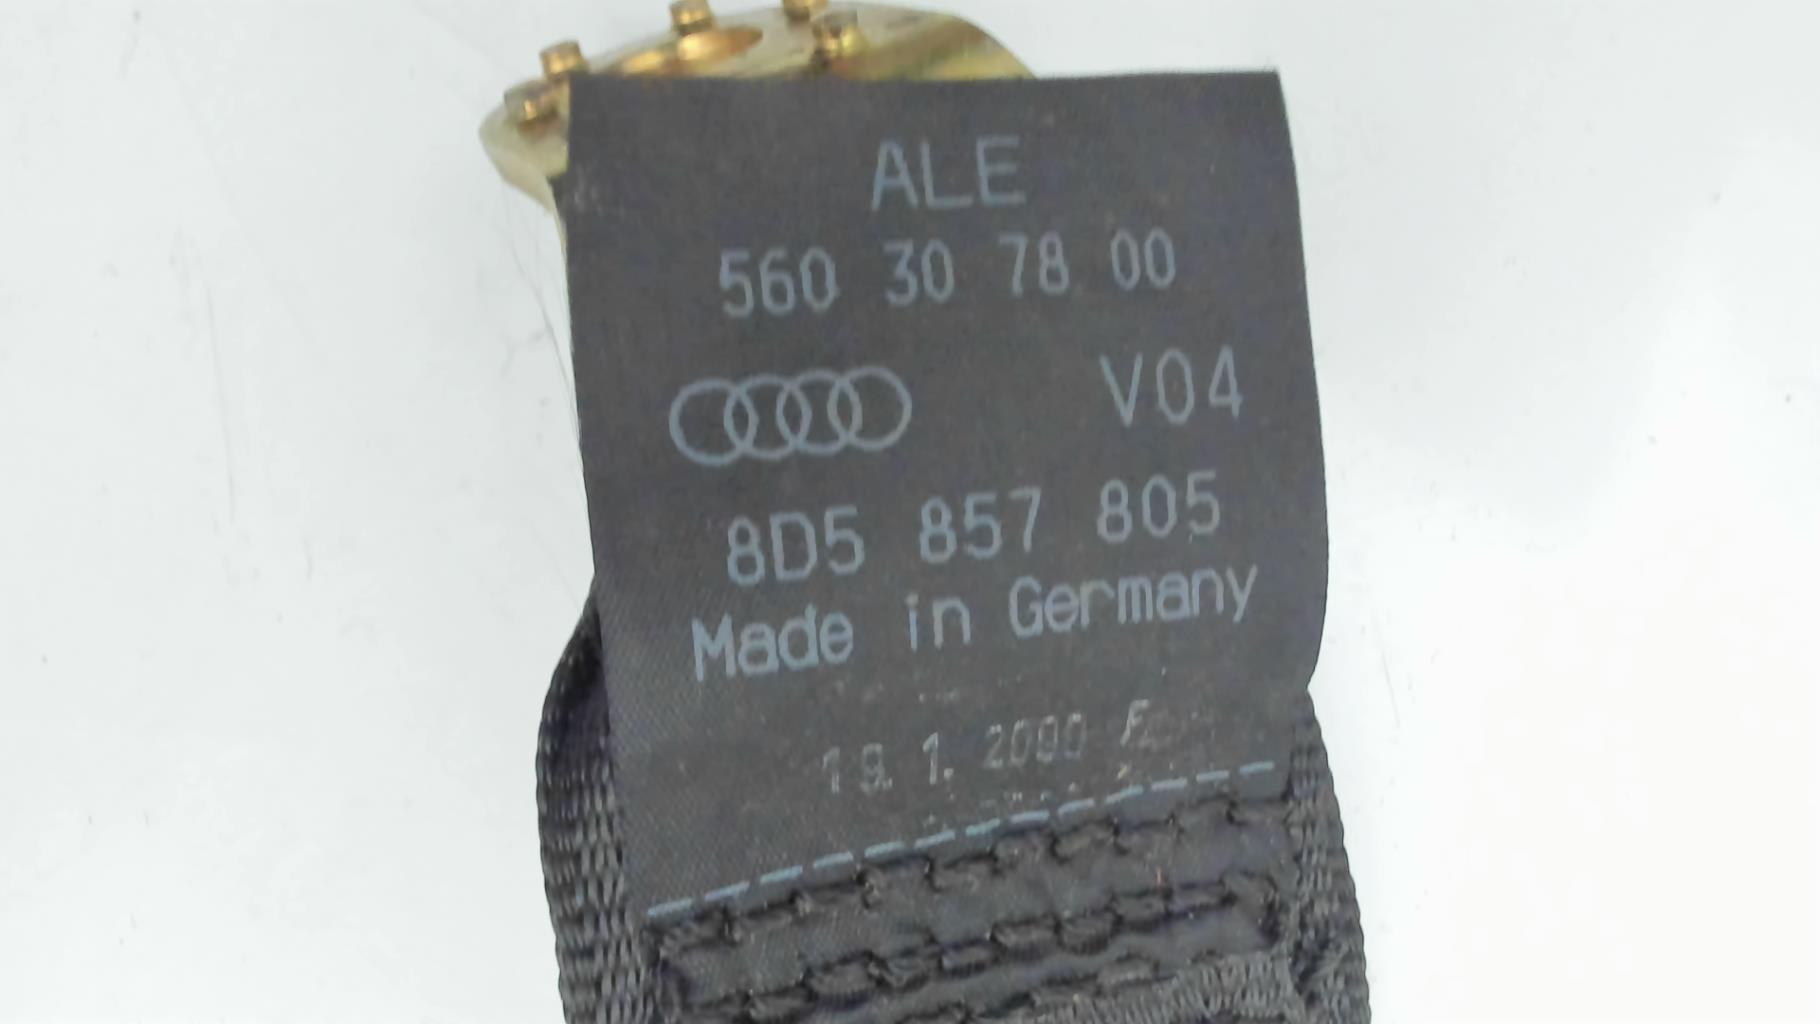 ALE
560 30 78 00
V04
8D5 857 805
Made in Germany
19. 1. 2000 F